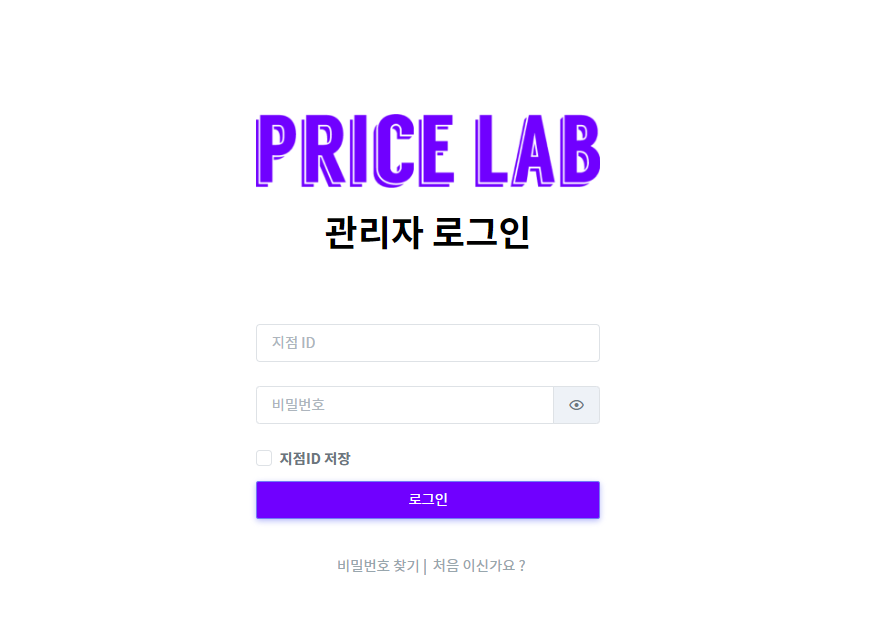 PRICE LAB
관리자 로그인
지점 ID
비밀번호
지점ID 저장
로그인
비밀번호 찾기 | 처음 이신가요 ?